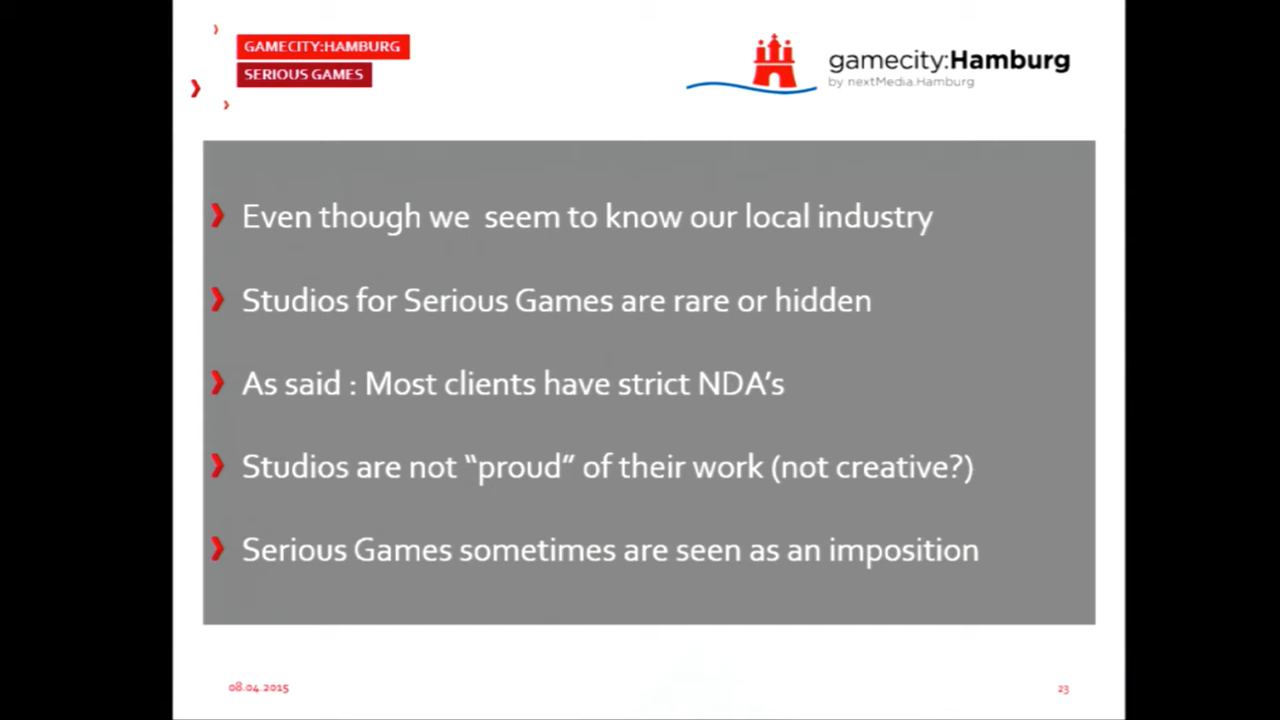 GAMECITY:HAMBURG
SERIOUS GAMES
gamecity:Hamburg
by nextMedia.Hamburg
Even though we seem to know our local industry
Studios for Serious Games are rare or hidden
As said : Most clients have strict NDA’s
Studios are not “proud” of their work (not creative?)
Serious Games sometimes are seen as an imposition
08.04.2015
23